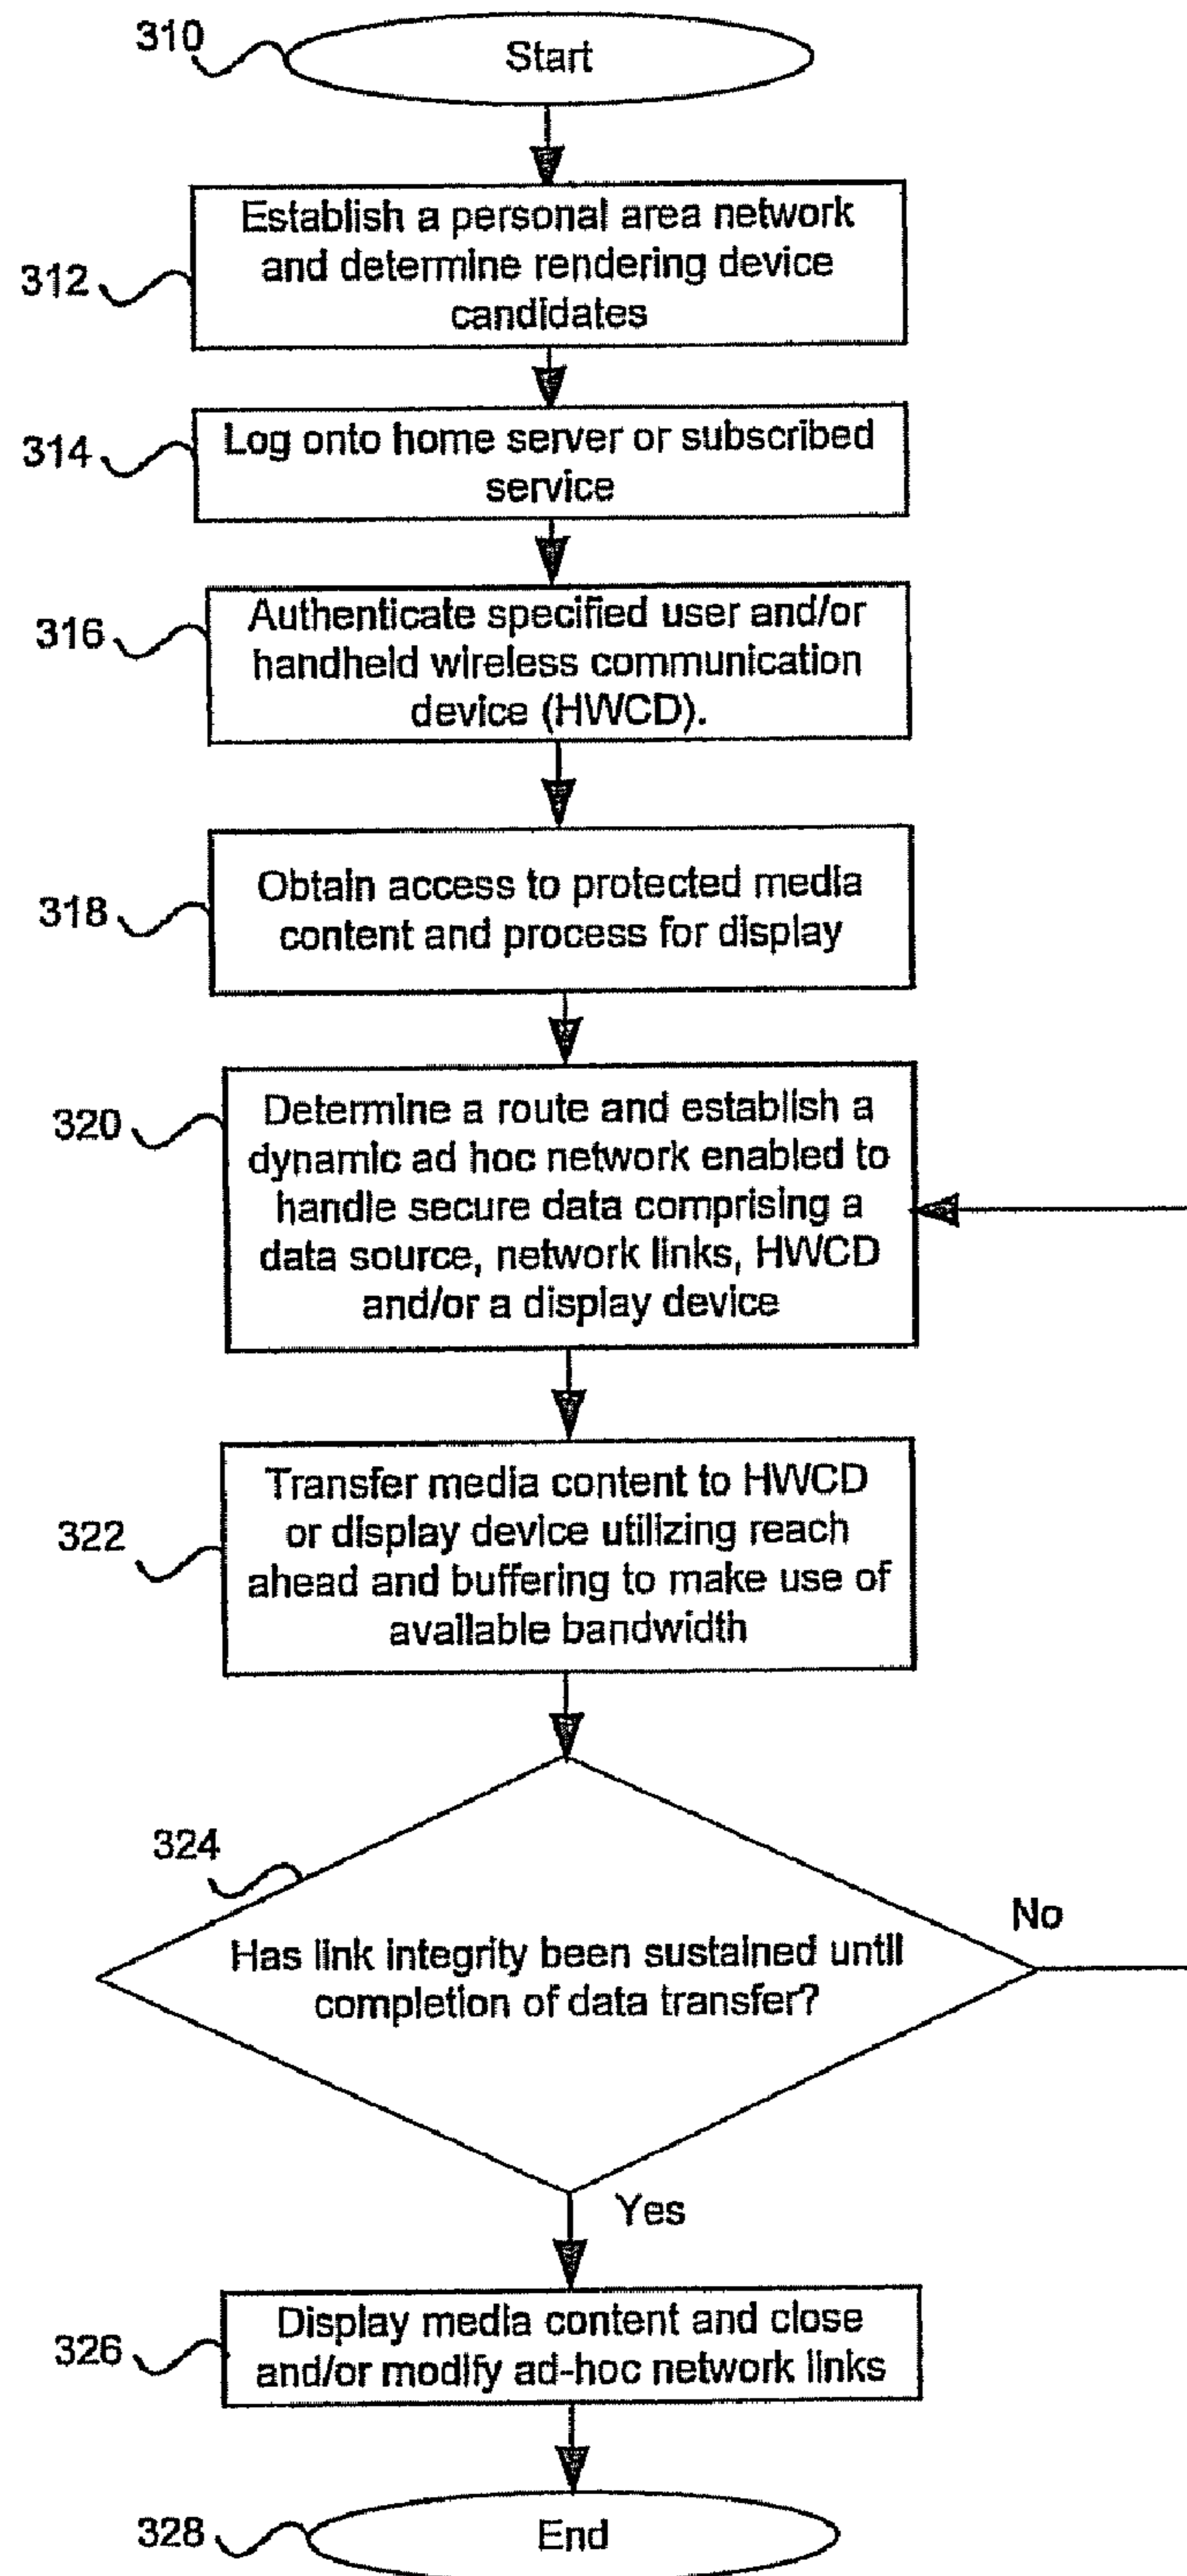 310
Start
312
Establish a personal area network
and determine rendering device
candidates
314
Log onto home server or subscribed
service
316
Authenticate specified user and/or
handheld wireless communication
device (HWCD).
318
Obtain access to protected media
content and process for display
320
Determine a route and establish a
dynamic ad hoc network enabled to
handle secure data comprising a
data source, network links, HWCD
and/or a display device
322
Transfer media content to HWCD
or display device utilizing reach
ahead and buffering to make use of
available bandwidth
324
Has link integrity been sustained until
completion of data transfer?
No
Yes
326
Display media content and close
and/or modify ad-hoc network links
328
End